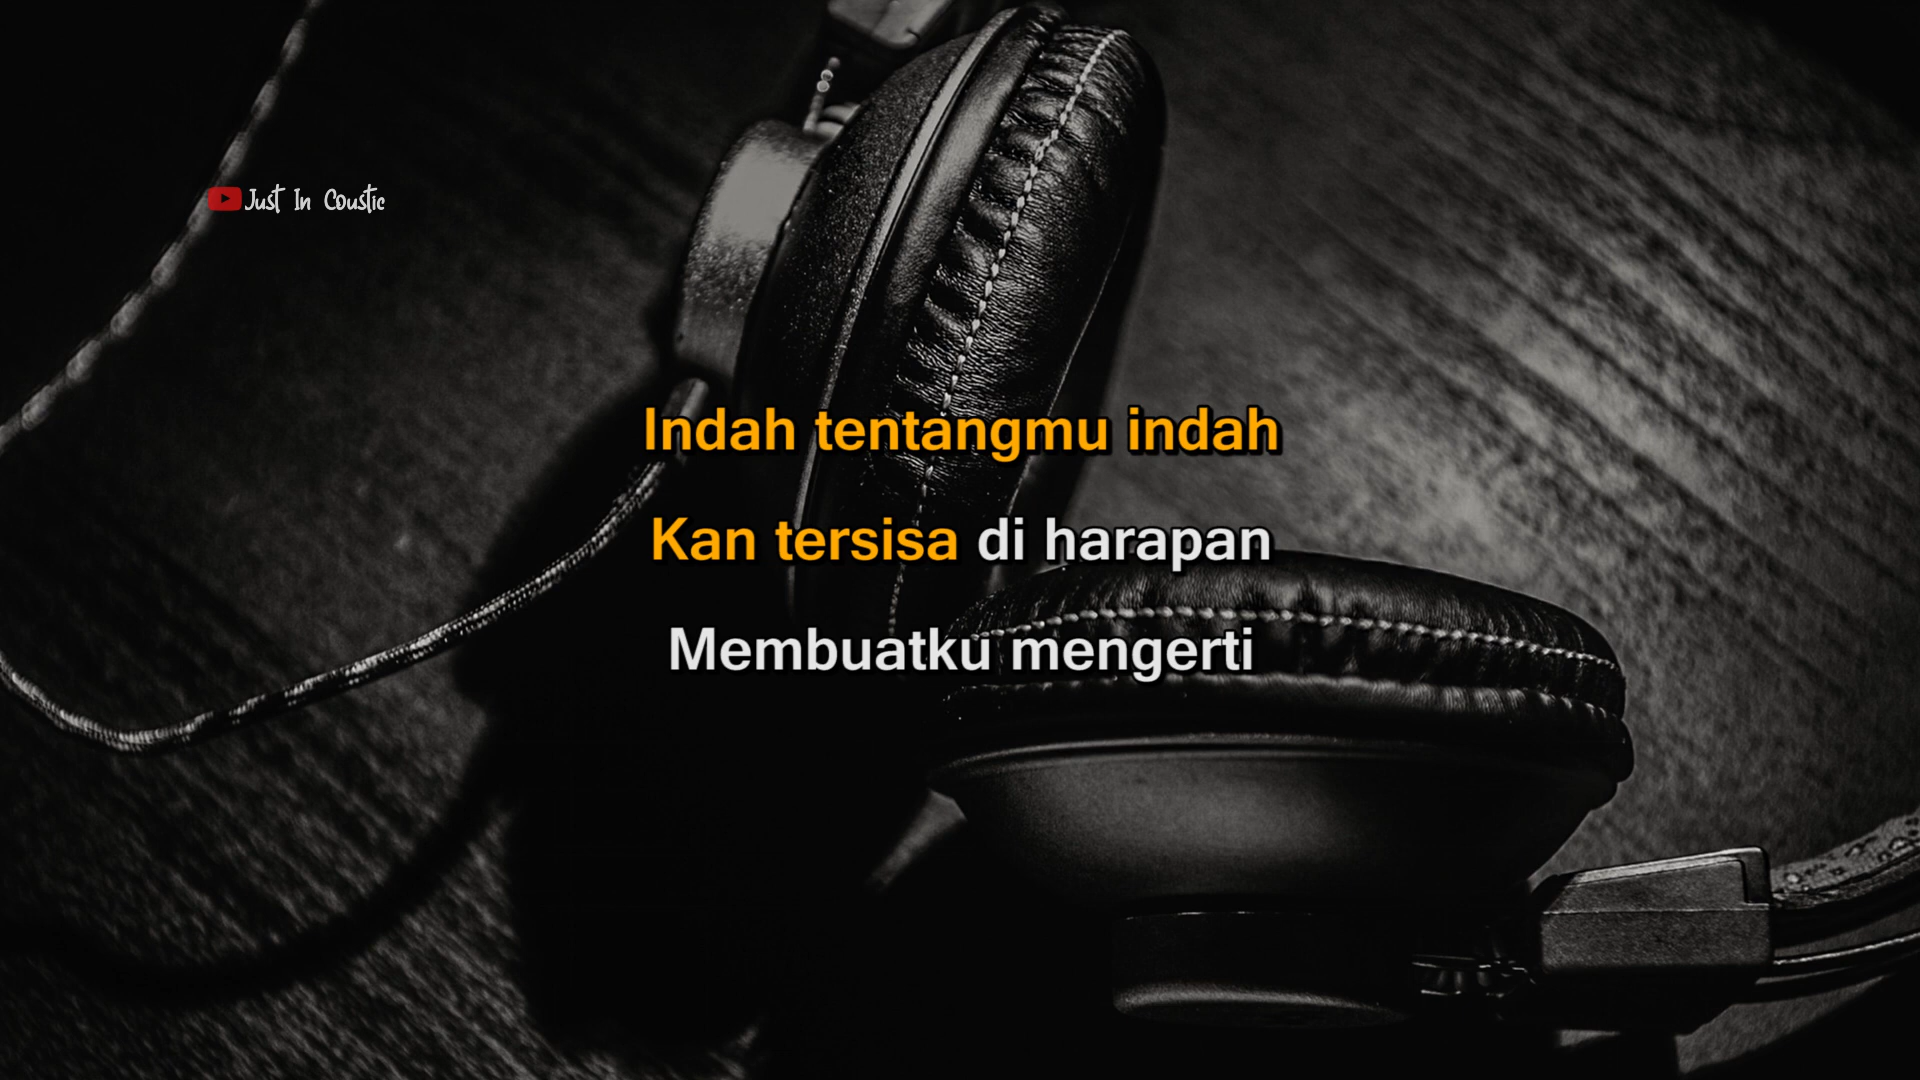 Just In Coustic
Indah tentangmu indah
Kan tersisa di harapan
Membuatku mengerti